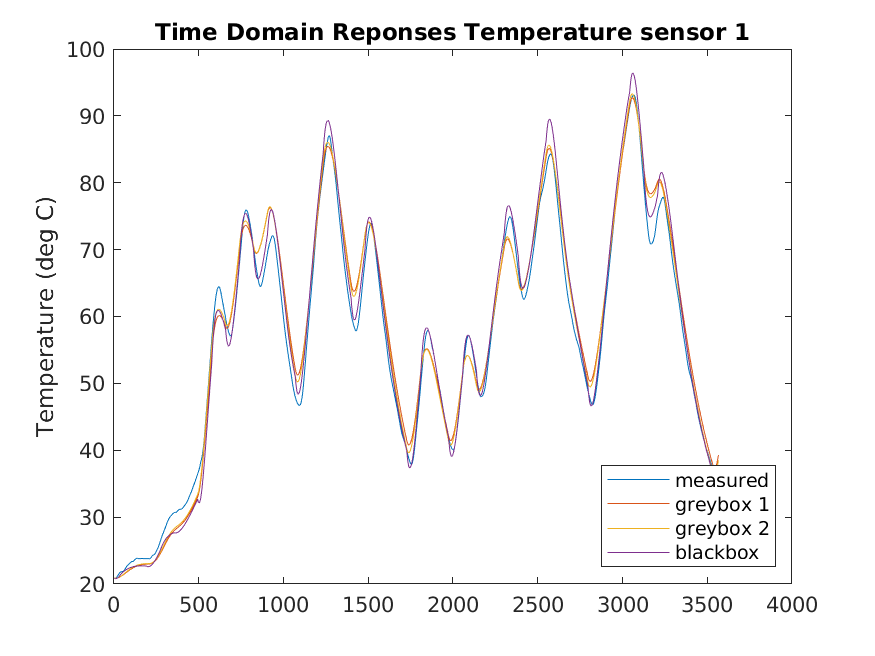 Time Domain Reponses Temperature sensor 1
Temperature (deg C)
100
90
80
70
60
50
40
30
20
0 500 1000 1500 2000 2500 3000 3500 4000
measured
greybox 1
greybox 2
blackbox